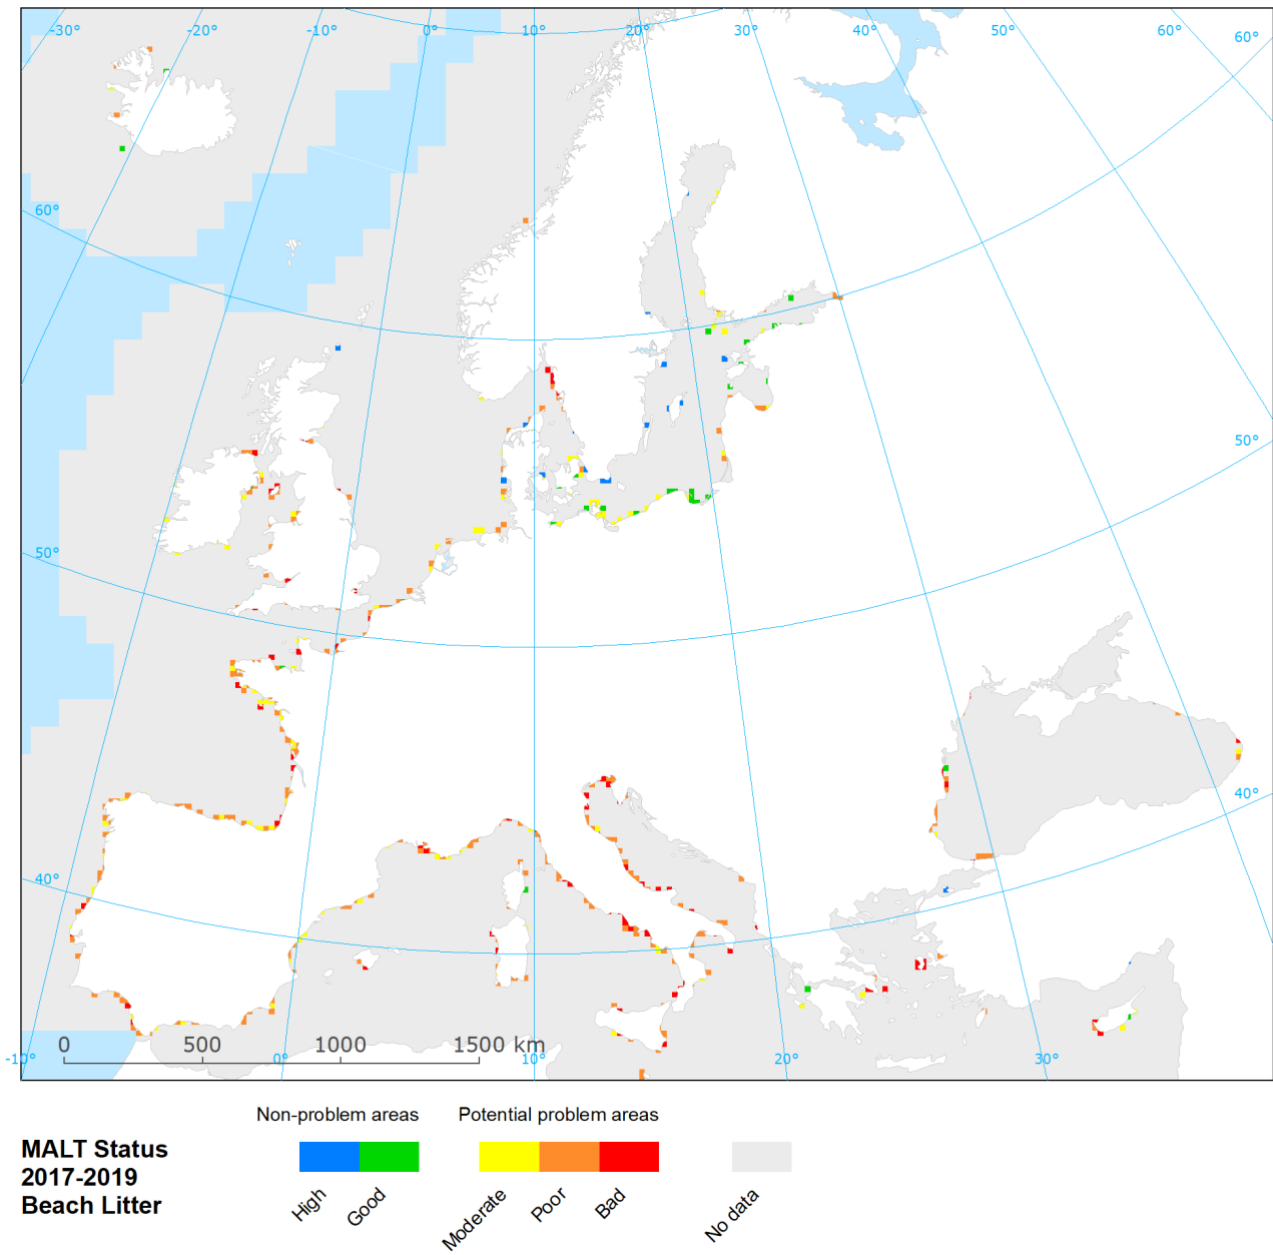 -30° -20° -10° 0° 10° 20° 30° 40° 50° 60° 60°
60°
50°
50°
40°
40°
0 500 1000 1500 km
-10° 0° 10° 20° 30°
Non-problem areas Potential problem areas
MALT Status
2017-2019
Beach Litter
High Good Moderate Poor Bad No data